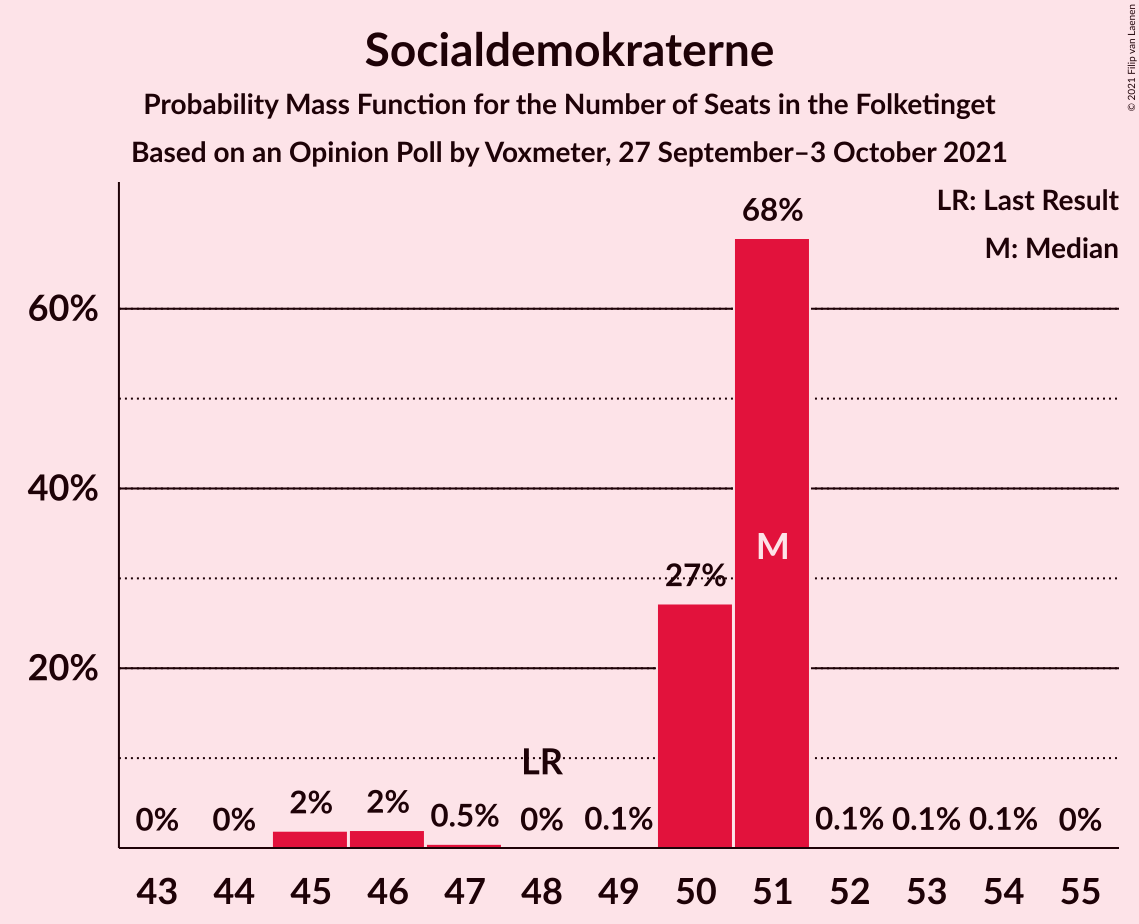 Socialdemokraterne
Probability Mass Function for the Number of Seats in the Folketinget
Based on an Opinion Poll by Voxmeter, 27 September–3 October 2021
© 2021 Filip van Laenen
LR: Last Result
M: Median
60%
40%
20%
0% 0% 2% 2% 0.5% 0% 0.1% 27% 68% 0.1% 0.1% 0.1% 0%
LR
M
43 44 45 46 47 48 49 50 51 52 53 54 55